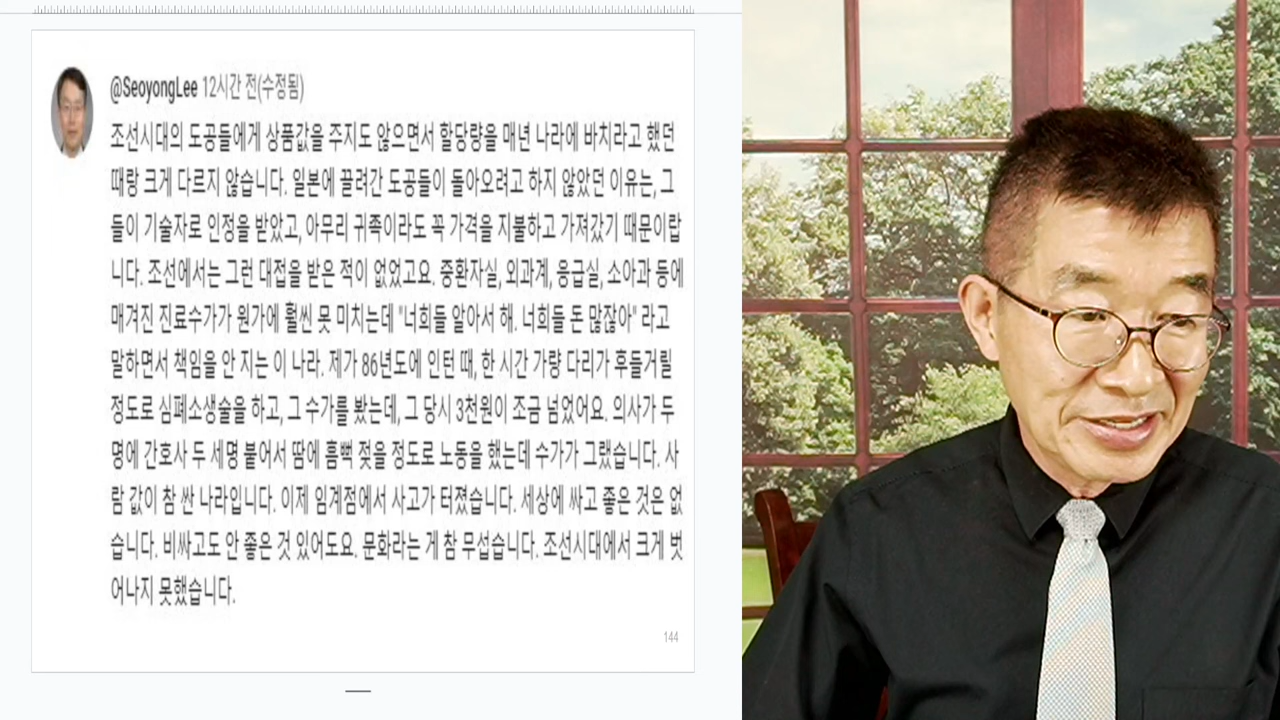 @SeoyongLee 12시간 전(수정됨)
조선시대의 도공들에게 상품값을 주지도 않으면서 할당량을 매년 나라에 바치라고 했던
때랑 크게 다르지 않습니다. 일본에 끌려간 도공들이 돌아오려고 하지 않았던 이유는, 그
들이 기술자로 인정을 받았고, 아무리 귀족이라도 꼭 가격을 지불하고 가져갔기 때문이랍
니다. 조선에서는 그런 대접을 받은 적이 없었고요. 중환자실, 외과계, 응급실, 소아과 등에
매겨진 진료수가가 원가에 훨씬 못 미치는데 "너희들 알아서 해. 너희들 돈 많잖아" 라고
말하면서 책임을 안 지는 이 나라. 제가 86년도에 인턴 때, 한 시간 가량 다리가 후들거릴
정도로 심폐소생술을 하고, 그 수가를 봤는데, 그 당시 3천원이 조금 넘었어요. 의사가 두
명에 간호사 두 세명 붙어서 땀에 흠뻑 젖을 정도로 노동을 했는데 수가가 그랬습니다. 사
람 값이 참 싼 나라입니다. 이제 임계점에서 사고가 터졌습니다. 세상에 싸고 좋은 것은 없
습니다. 비싸고도 안 좋은 것 있어도요. 문화라는 게 참 무섭습니다. 조선시대에서 크게 벗
어나지 못했습니다.
144